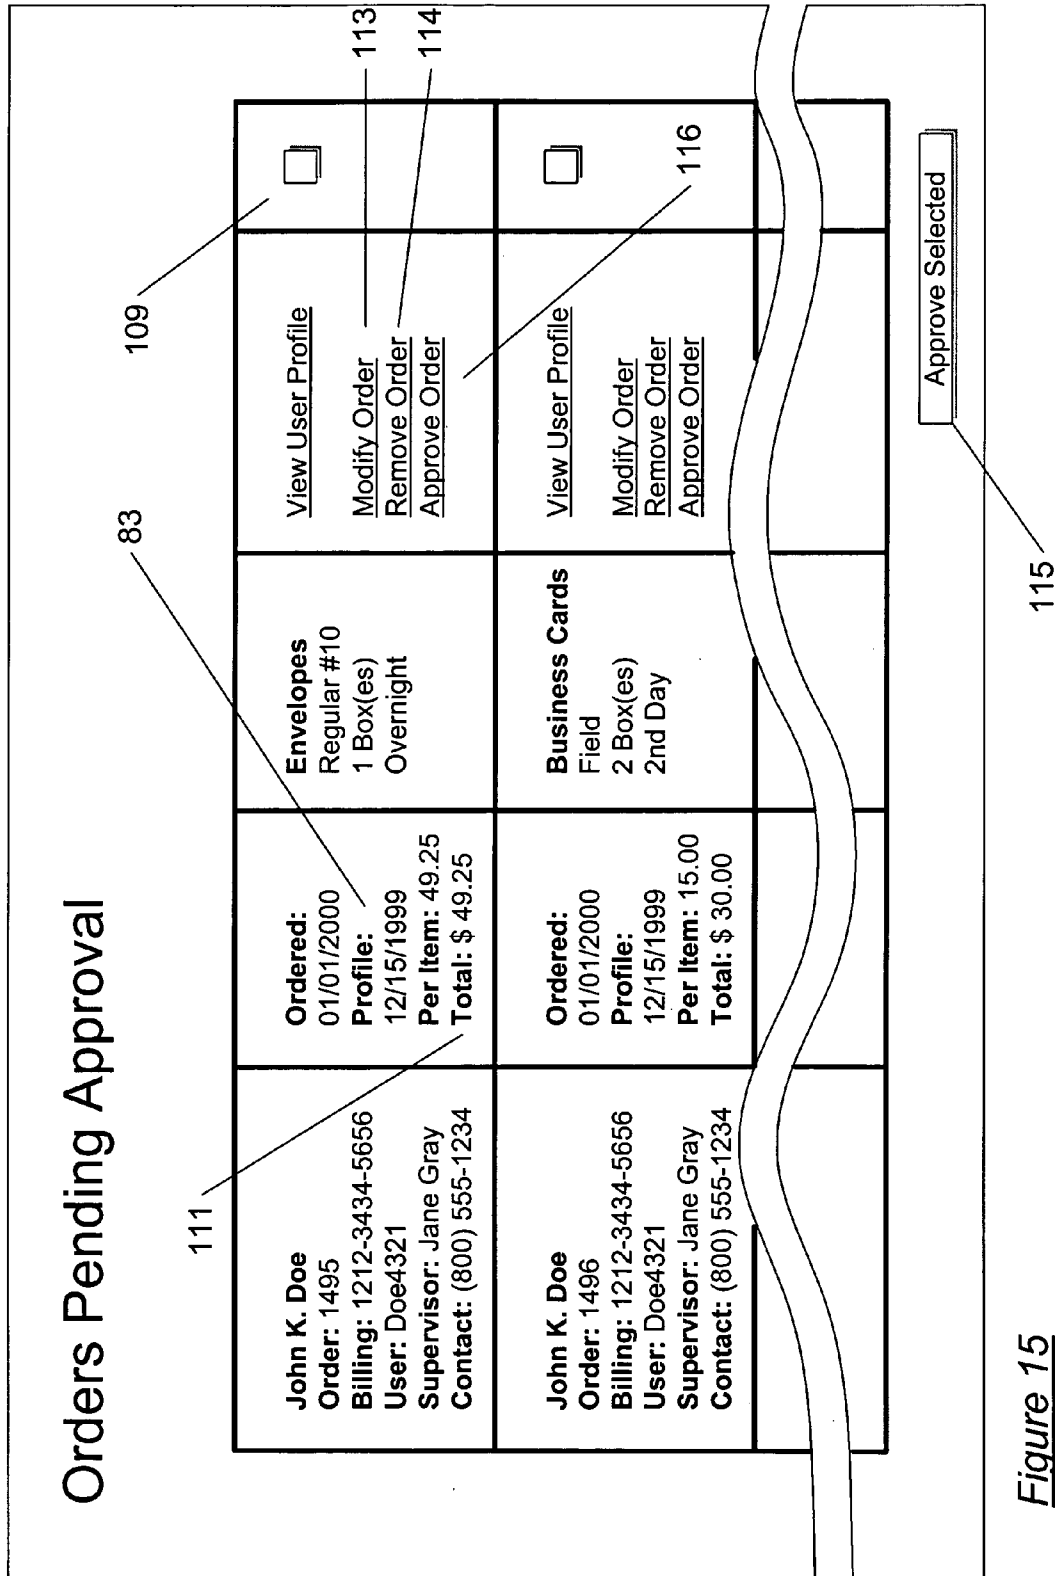 Orders Pending Approval
111
83
109
113
114
John K. Doe
Order: 1495
Billing: 1212-3434-5656
User: Doe4321
Supervisor: Jane Gray
Contact: (800) 555-1234
Ordered:
01/01/2000
Profile:
12/15/1999
Per Item: 49.25
Total: $ 49.25
Envelopes
Regular #10
1 Box(es)
Overnight
View User Profile
Modify Order
Remove Order
Approve Order
116
John K. Doe
Order: 1496
Billing: 1212-3434-5656
User: Doe4321
Supervisor: Jane Gray
Contact: (800) 555-1234
Ordered:
01/01/2000
Profile:
12/15/1999
Per Item: 15.00
Total: $ 30.00
Business Cards
Field
2 Box(es)
2nd Day
View User Profile
Modify Order
Remove Order
Approve Order
Approve Selected
115
Figure 15